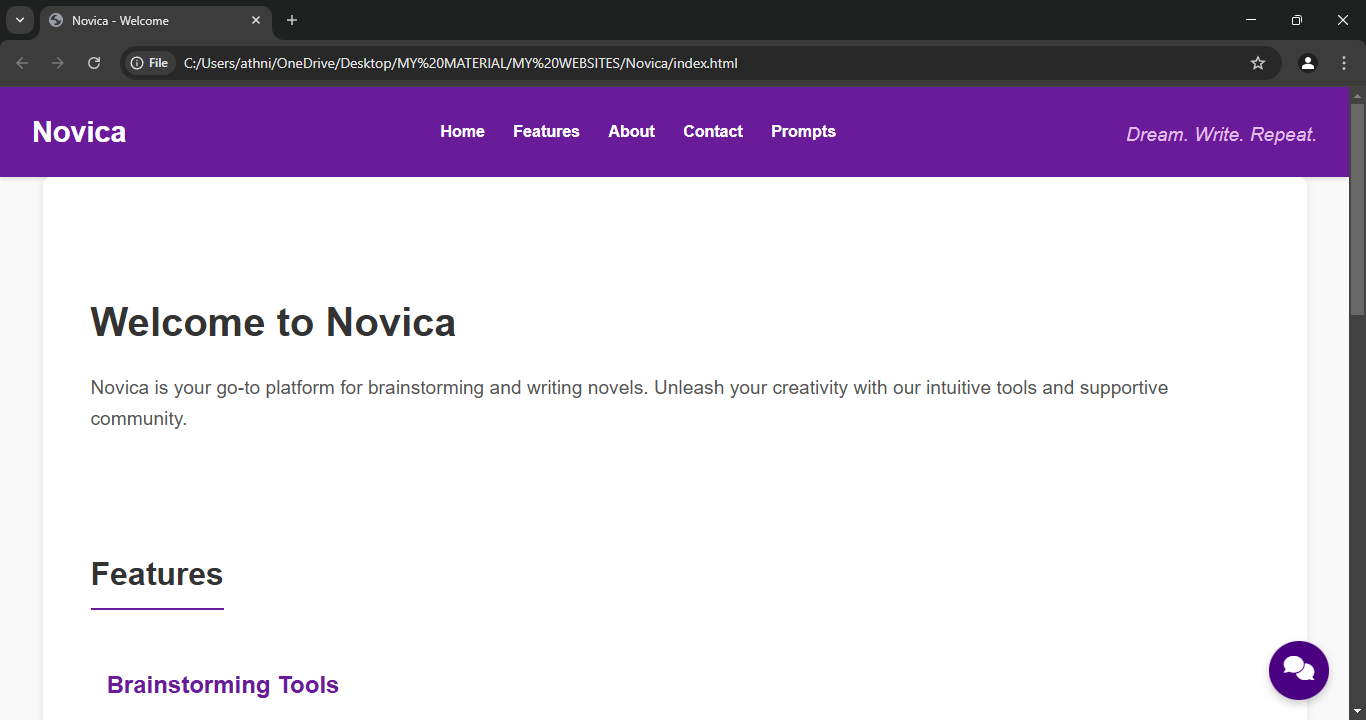 Novica - Welcome
File
C:/Users/athni/OneDrive/Desktop/MY%20MATERIAL/MY%20WEBSITES/Novica/index.html
Novica
Home Features About Contact Prompts
Dream. Write. Repeat.
Welcome to Novica
Novica is your go-to platform for brainstorming and writing novels. Unleash your creativity with our intuitive tools and supportive
community.
Features
Brainstorming Tools